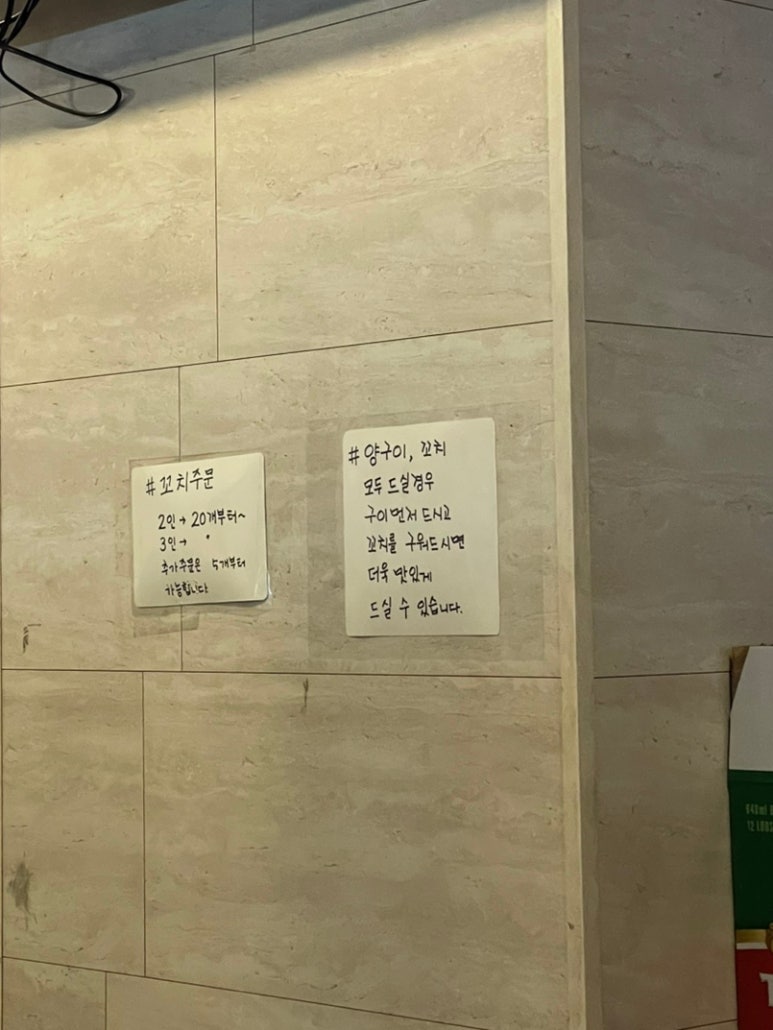 # 꼬치주문
2인 → 20개부터~
3인 → "
추가주문은 5개부터
가능합니다
# 양구이, 꼬치
모두 드실경우
구이먼저 드시고
꼬치를 구워드시면
더욱 맛있게
드실 수 있습니다.
640ml
12